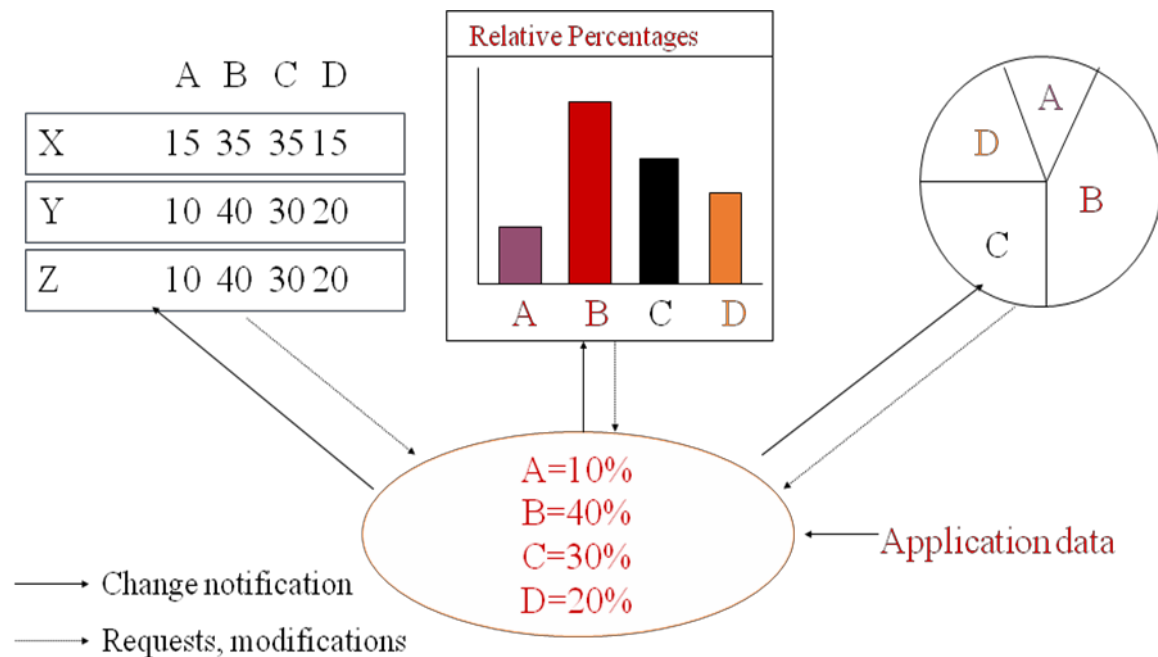 A B C D
X 15 35 35 15
Y 10 40 30 20
Z 10 40 30 20
Relative Percentages
A B C D
A
B
C
D
A=10%
B=40%
C=30%
D=20%
Application data
Change notification
Requests, modifications